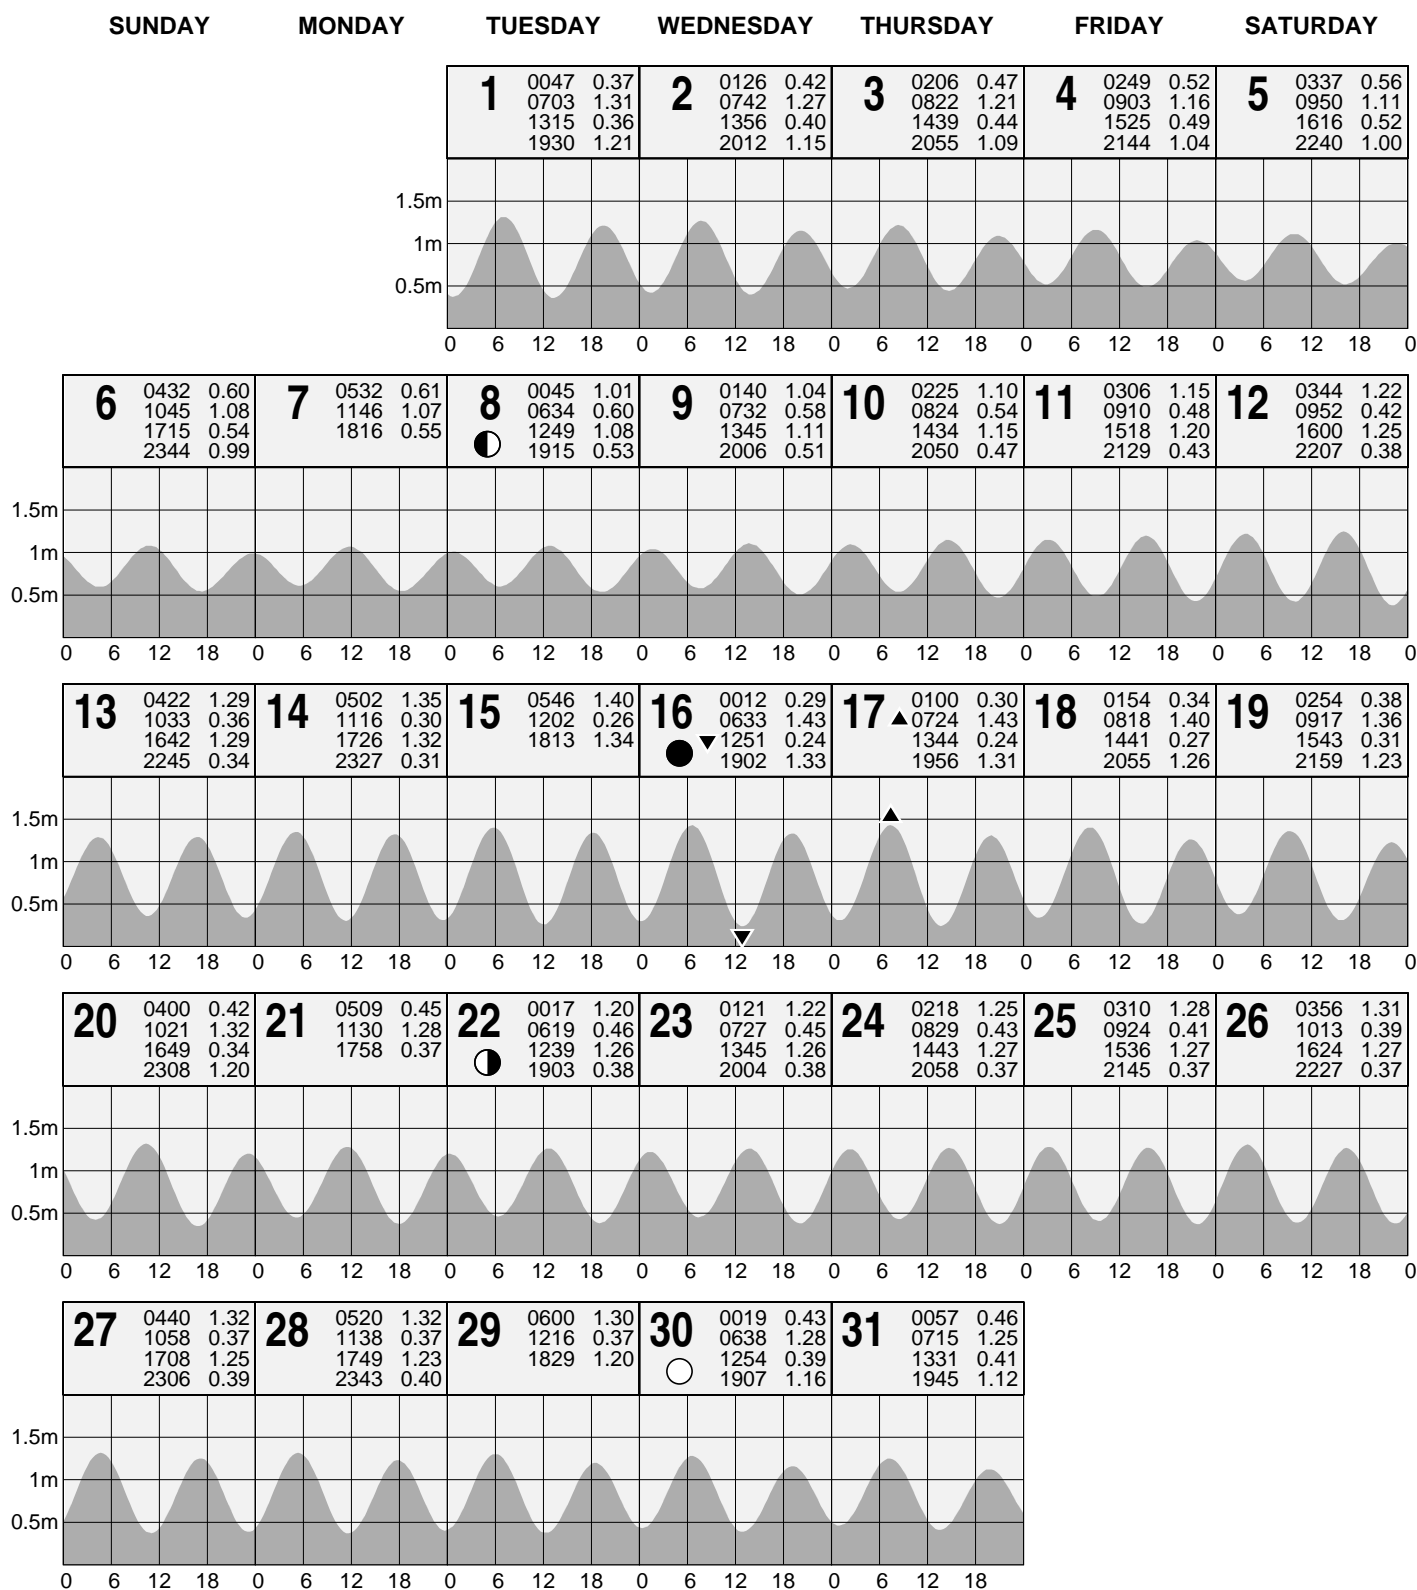 SUNDAY MONDAY TUESDAY WEDNESDAY THURSDAY FRIDAY SATURDAY
1 0047 0.37 2 0126 0.42 3 0206 0.47 4 0249 0.52 5 0337 0.56
0703 1.31 0742 1.27 0822 1.21 0903 1.16 0950 1.11
1315 0.36 1356 0.40 1439 0.44 1525 0.49 1616 0.52
1930 1.21 2012 1.15 2055 1.09 2144 1.04 2240 1.00
1.5m
1m
0.5m
0 6 12 18 0 6 12 18 0 6 12 18 0 6 12 18 0 6 12 18 0
6 0432 0.60 7 0532 0.61 8 0045 1.01 9 0140 1.04 10 0225 1.10 11 0306 1.15 12 0344 1.22
1045 1.08 1146 1.07 0634 0.60 0732 0.58 0824 0.54 0910 0.48 0952 0.42
1715 0.54 1816 0.55 1249 1.08 1345 1.11 1434 1.15 1518 1.20 1600 1.25
2344 0.99 1915 0.53 2006 0.51 2050 0.47 2129 0.43 2207 0.38
1.5m
1m
0.5m
0 6 12 18 0 6 12 18 0 6 12 18 0 6 12 18 0 6 12 18 0 6 12 18 0 6 12 18 0
13 0422 1.29 14 0502 1.35 15 0546 1.40 16 0012 0.29 17 0100 0.30 18 0154 0.34 19 0254 0.38
1033 0.36 1116 0.30 1202 0.26 0633 1.43 0724 1.43 0818 1.40 0917 1.36
1642 1.29 1726 1.32 1813 1.34 1251 0.24 1344 0.24 1441 0.27 1543 0.31
2245 0.34 2327 0.31 1902 1.33 1956 1.31 2055 1.26 2159 1.23
1.5m
1m
0.5m
0 6 12 18 0 6 12 18 0 6 12 18 0 6 12 18 0 6 12 18 0 6 12 18 0 6 12 18 0
20 0400 0.42 21 0509 0.45 22 0017 1.20 23 0121 1.22 24 0218 1.25 25 0310 1.28 26 0356 1.31
1021 1.32 1130 1.28 0619 0.46 0727 0.45 0829 0.43 0924 0.41 1013 0.39
1649 0.34 1758 0.37 1239 1.26 1345 1.26 1443 1.27 1536 1.27 1624 1.27
2308 1.20 1903 0.38 2004 0.38 2058 0.37 2145 0.37 2227 0.37
1.5m
1m
0.5m
0 6 12 18 0 6 12 18 0 6 12 18 0 6 12 18 0 6 12 18 0 6 12 18 0 6 12 18 0
27 0440 1.32 28 0520 1.32 29 0600 1.30 30 0019 0.43 31 0057 0.46
1058 0.37 1138 0.37 1216 0.37 0638 1.28 0715 1.25
1708 1.25 1749 1.23 1829 1.20 1254 0.39 1331 0.41
2306 0.39 2343 0.40 1907 1.16 1945 1.12
1.5m
1m
0.5m
0 6 12 18 0 6 12 18 0 6 12 18 0 6 12 18 0 6 12 18